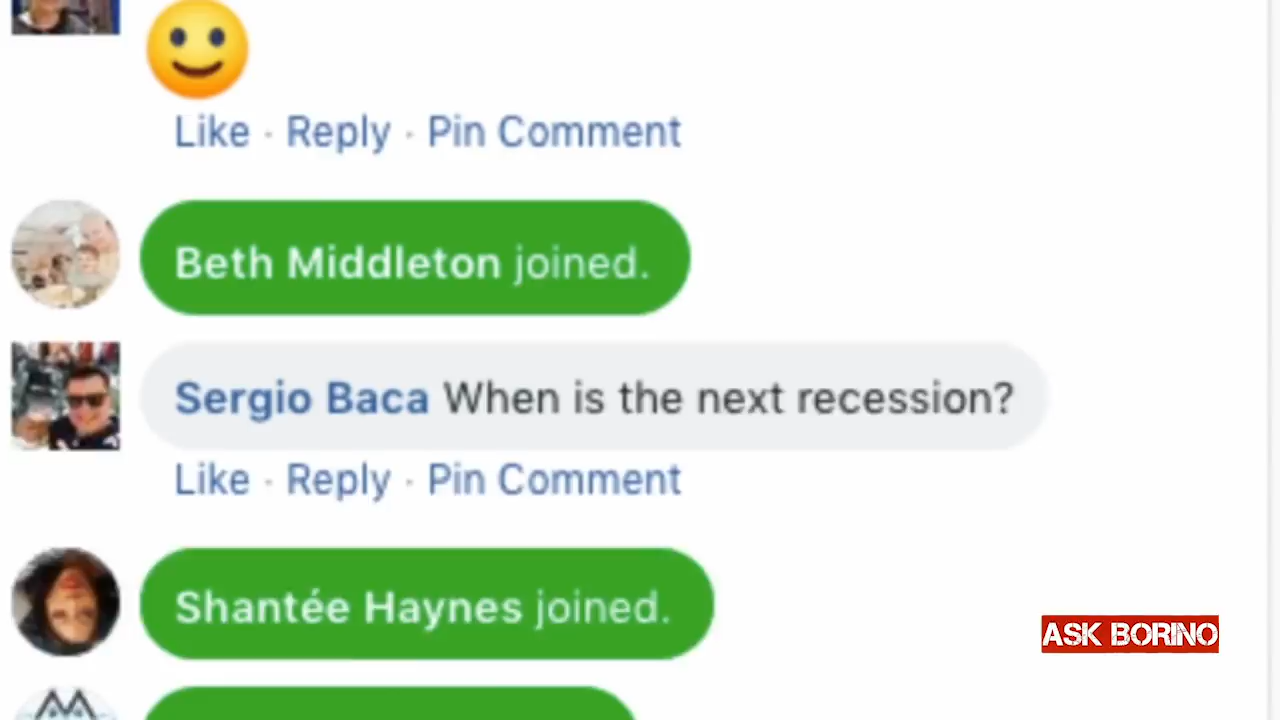 Like · Reply · Pin Comment
Beth Middleton joined.
Sergio Baca When is the next recession?
Like · Reply · Pin Comment
Shantée Haynes joined.
ASK BORINO